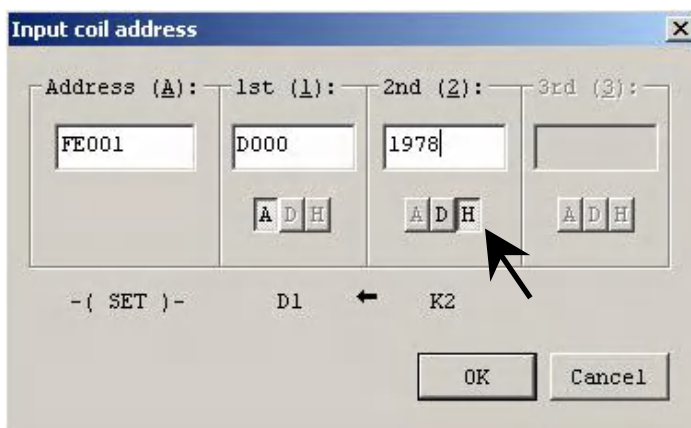 Input coil address
Address (A): 1st (1): 2nd (2): 3rd (3):
FE001 D000 1978
A D H A D H A D H
-( SET )- D1 ← K2
OK Cancel